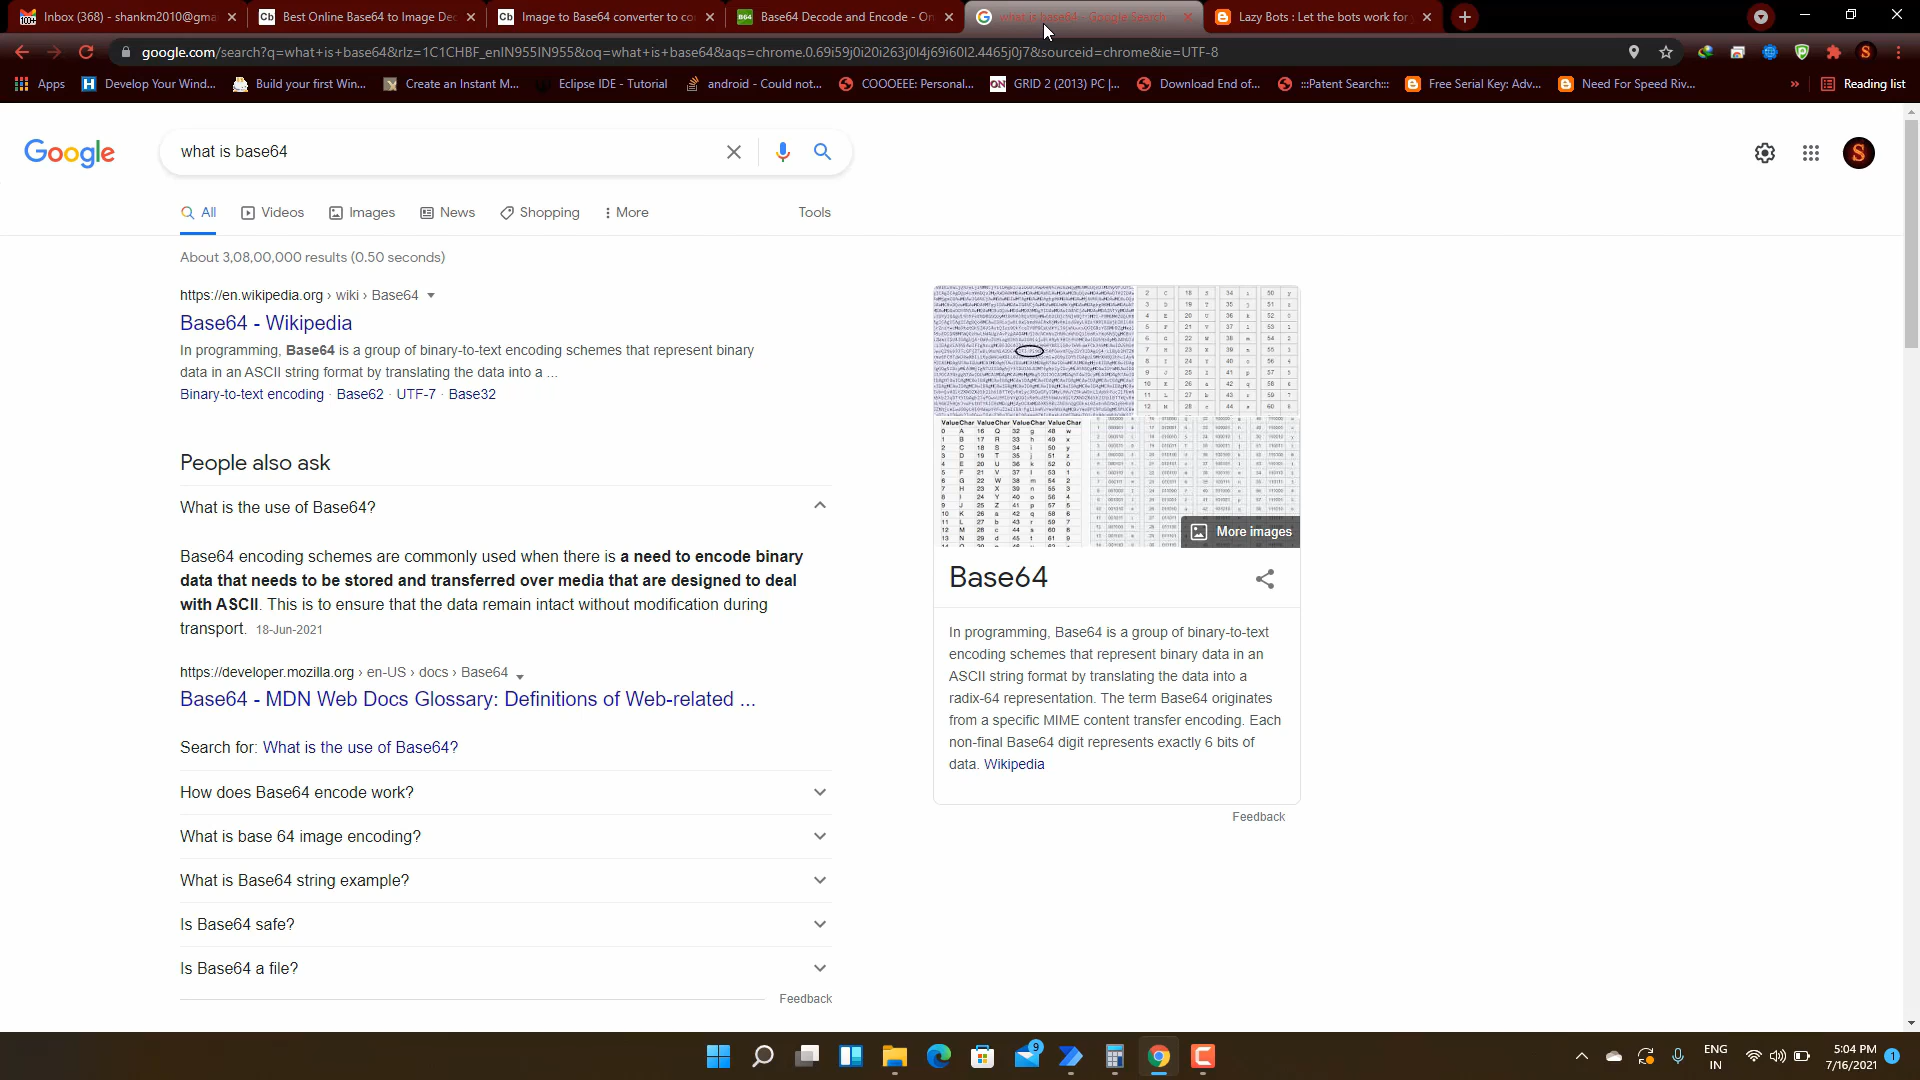 Inbox (368) - shankm2010@gma
Best Online Base64 to Image Dec
Image to Base64 converter to co
Base64 Decode and Encode - On
what is base64 - Google Search
Lazy Bots : Let the bots work for
google.com/search?q=what+is+base64&rlz=1C1CHBF_enIN955IN955&oq=what+is+base64&aqs=chrome.0.69i59j0i20i263j0l4j69i60l2.4465j0j7&sourceid=chrome&ie=UTF-8
Apps
Develop Your Wind...
Build your first Win...
Create an Instant M...
Eclipse IDE - Tutorial
android - Could not...
COOOEEE: Personal...
GRID 2 (2013) PC |...
Download End of...
:::Patent Search:::
Free Serial Key: Adv...
Need For Speed Riv...
»
Reading list
Google
what is base64
S
All
Videos
Images
News
Shopping
More
Tools
About 3,08,00,000 results (0.50 seconds)
https://en.wikipedia.org › wiki › Base64
Base64 - Wikipedia
In programming, Base64 is a group of binary-to-text encoding schemes that represent binary
data in an ASCII string format by translating the data into a ...
Binary-to-text encoding · Base62 · UTF-7 · Base32
People also ask
What is the use of Base64?
Base64 encoding schemes are commonly used when there is a need to encode binary
data that needs to be stored and transferred over media that are designed to deal
with ASCII. This is to ensure that the data remain intact without modification during
transport. 18-Jun-2021
https://developer.mozilla.org › en-US › docs › Base64
Base64 - MDN Web Docs Glossary: Definitions of Web-related ...
Search for: What is the use of Base64?
How does Base64 encode work?
What is base 64 image encoding?
What is Base64 string example?
Is Base64 safe?
Is Base64 a file?
Feedback
More images
Base64
In programming, Base64 is a group of binary-to-text
encoding schemes that represent binary data in an
ASCII string format by translating the data into a
radix-64 representation. The term Base64 originates
from a specific MIME content transfer encoding. Each
non-final Base64 digit represents exactly 6 bits of
data. Wikipedia
Feedback
9
ENG
IN
5:04 PM
7/16/2021
1